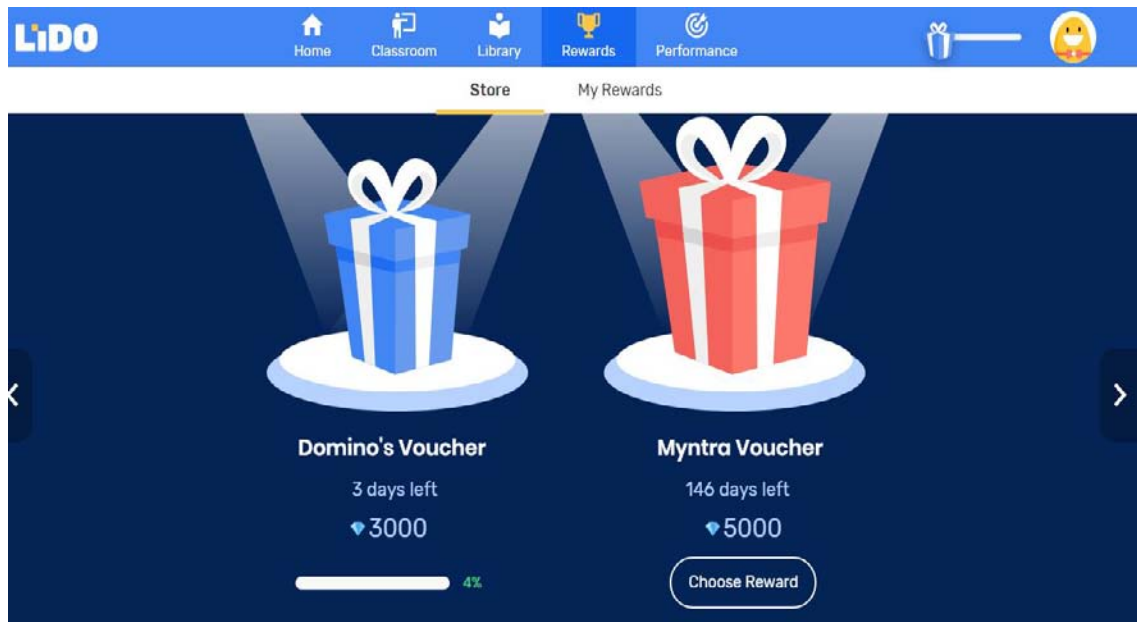 LiDO
Home Classroom Library Rewards Performance
Store My Rewards
Domino's Voucher Myntra Voucher
3 days left 146 days left
3000 5000
4% Choose Reward